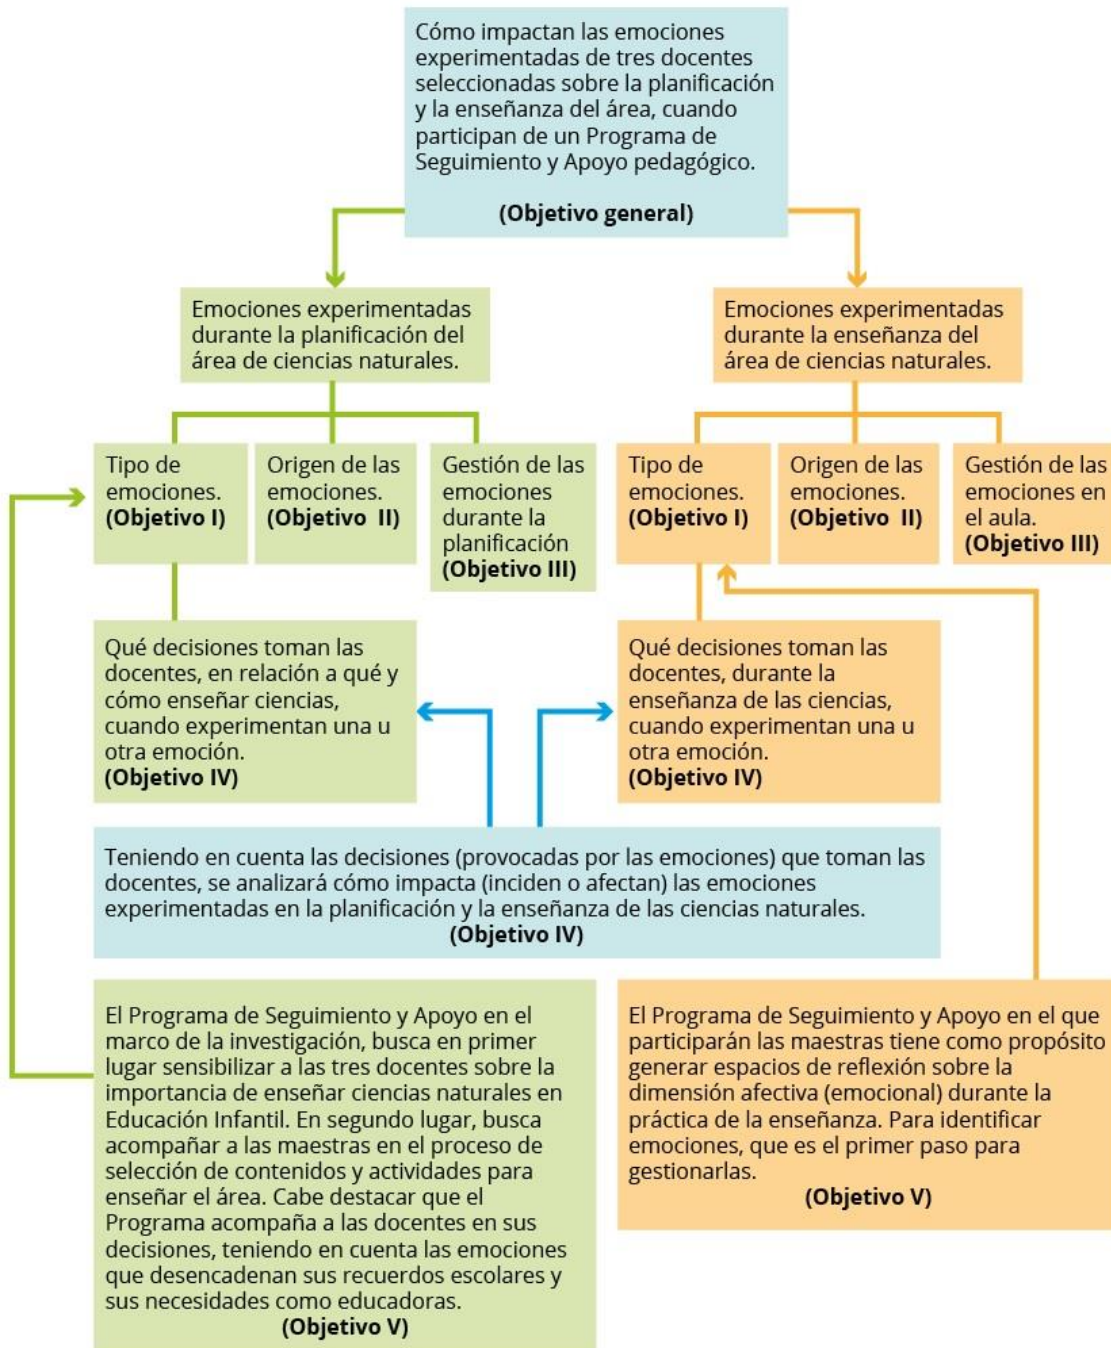 Cómo impactan las emociones
experimentadas de tres docentes
seleccionadas sobre la planificación
y la enseñanza del área, cuando
participan de un Programa de
Seguimiento y Apoyo pedagógico.
(Objetivo general)
Emociones experimentadas
durante la planificación del
área de ciencias naturales.
Emociones experimentadas
durante la enseñanza del
área de ciencias naturales.
Tipo de
emociones.
(Objetivo I)
Origen de las
emociones.
(Objetivo II)
Gestión de las
emociones
durante la
planificación
(Objetivo III)
Tipo de
emociones.
(Objetivo I)
Origen de las
emociones.
(Objetivo II)
Gestión de las
emociones en
el aula.
(Objetivo III)
Qué decisiones toman las
docentes, en relación a qué y
cómo enseñar ciencias,
cuando experimentan una u
otra emoción.
(Objetivo IV)
Qué decisiones toman las
docentes, durante la
enseñanza de las ciencias,
cuando experimentan una u
otra emoción.
(Objetivo IV)
Teniendo en cuenta las decisiones (provocadas por las emociones) que toman las
docentes, se analizará cómo impacta (inciden o afectan) las emociones
experimentadas en la planificación y la enseñanza de las ciencias naturales.
(Objetivo IV)
El Programa de Seguimiento y Apoyo en el
marco de la investigación, busca en primer
lugar sensibilizar a las tres docentes sobre la
importancia de enseñar ciencias naturales en
Educación Infantil. En segundo lugar, busca
acompañar a las maestras en el proceso de
selección de contenidos y actividades para
enseñar el área. Cabe destacar que el
Programa acompaña a las docentes en sus
decisiones, teniendo en cuenta las emociones
que desencadenan sus recuerdos escolares y
sus necesidades como educadoras.
(Objetivo V)
El Programa de Seguimiento y Apoyo en el que
participarán las maestras tiene como propósito
generar espacios de reflexión sobre la
dimensión afectiva (emocional) durante la
práctica de la enseñanza. Para identificar
emociones, que es el primer paso para
gestionarlas.
(Objetivo V)